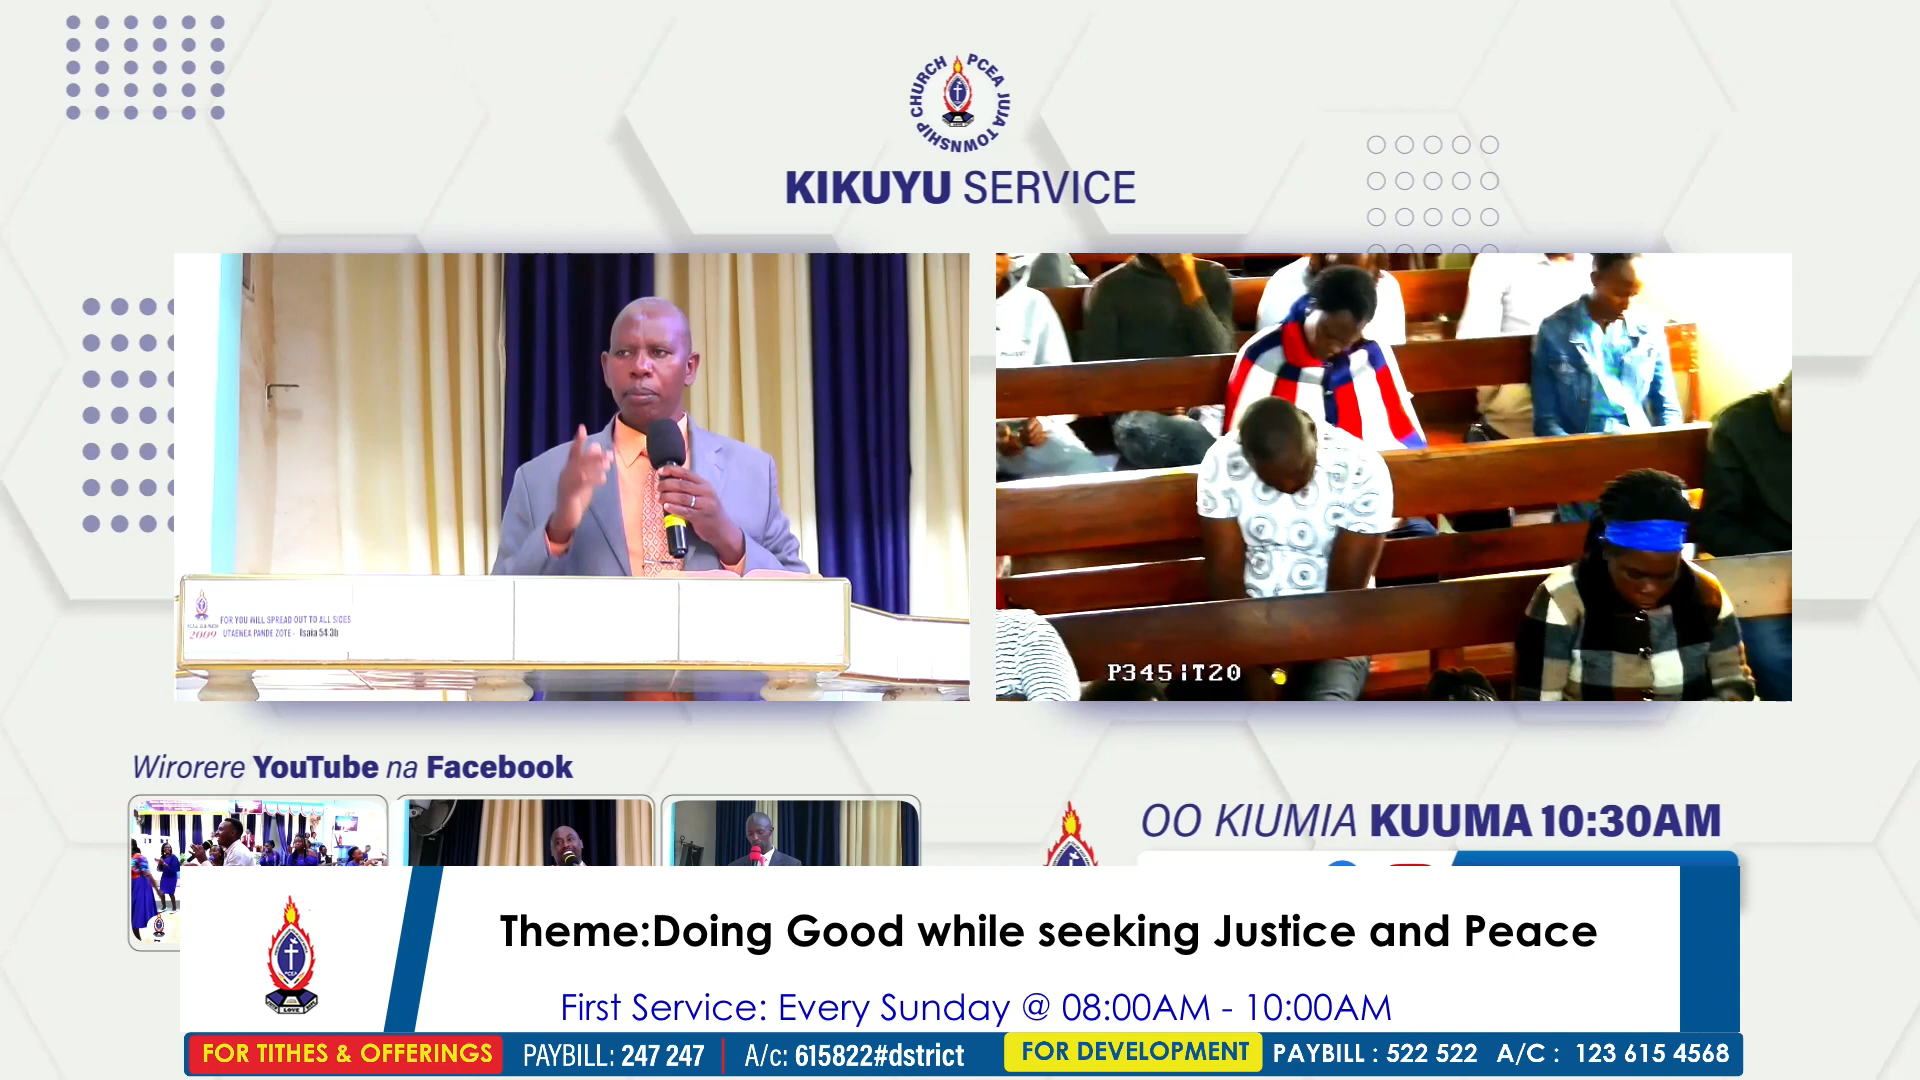 PCEA JUJA TOWNSHIP CHURCH
KIKUYU SERVICE
FOR YOU WILL SPREAD OUT TO ALL SIDES
2009
UTAENEA PANDE ZOTE - Isaia 54:3b
P345 T20
Wirorere YouTube na Facebook
OO KIUMIA KUUMA 10:30AM
PCEA
LOVE
Theme:Doing Good while seeking Justice and Peace
First Service: Every Sunday @ 08:00AM - 10:00AM
FOR TITHES & OFFERINGS PAYBILL: 247 247 A/c: 615822#dstrict FOR DEVELOPMENT PAYBILL : 522 522 A/C : 123 615 4568